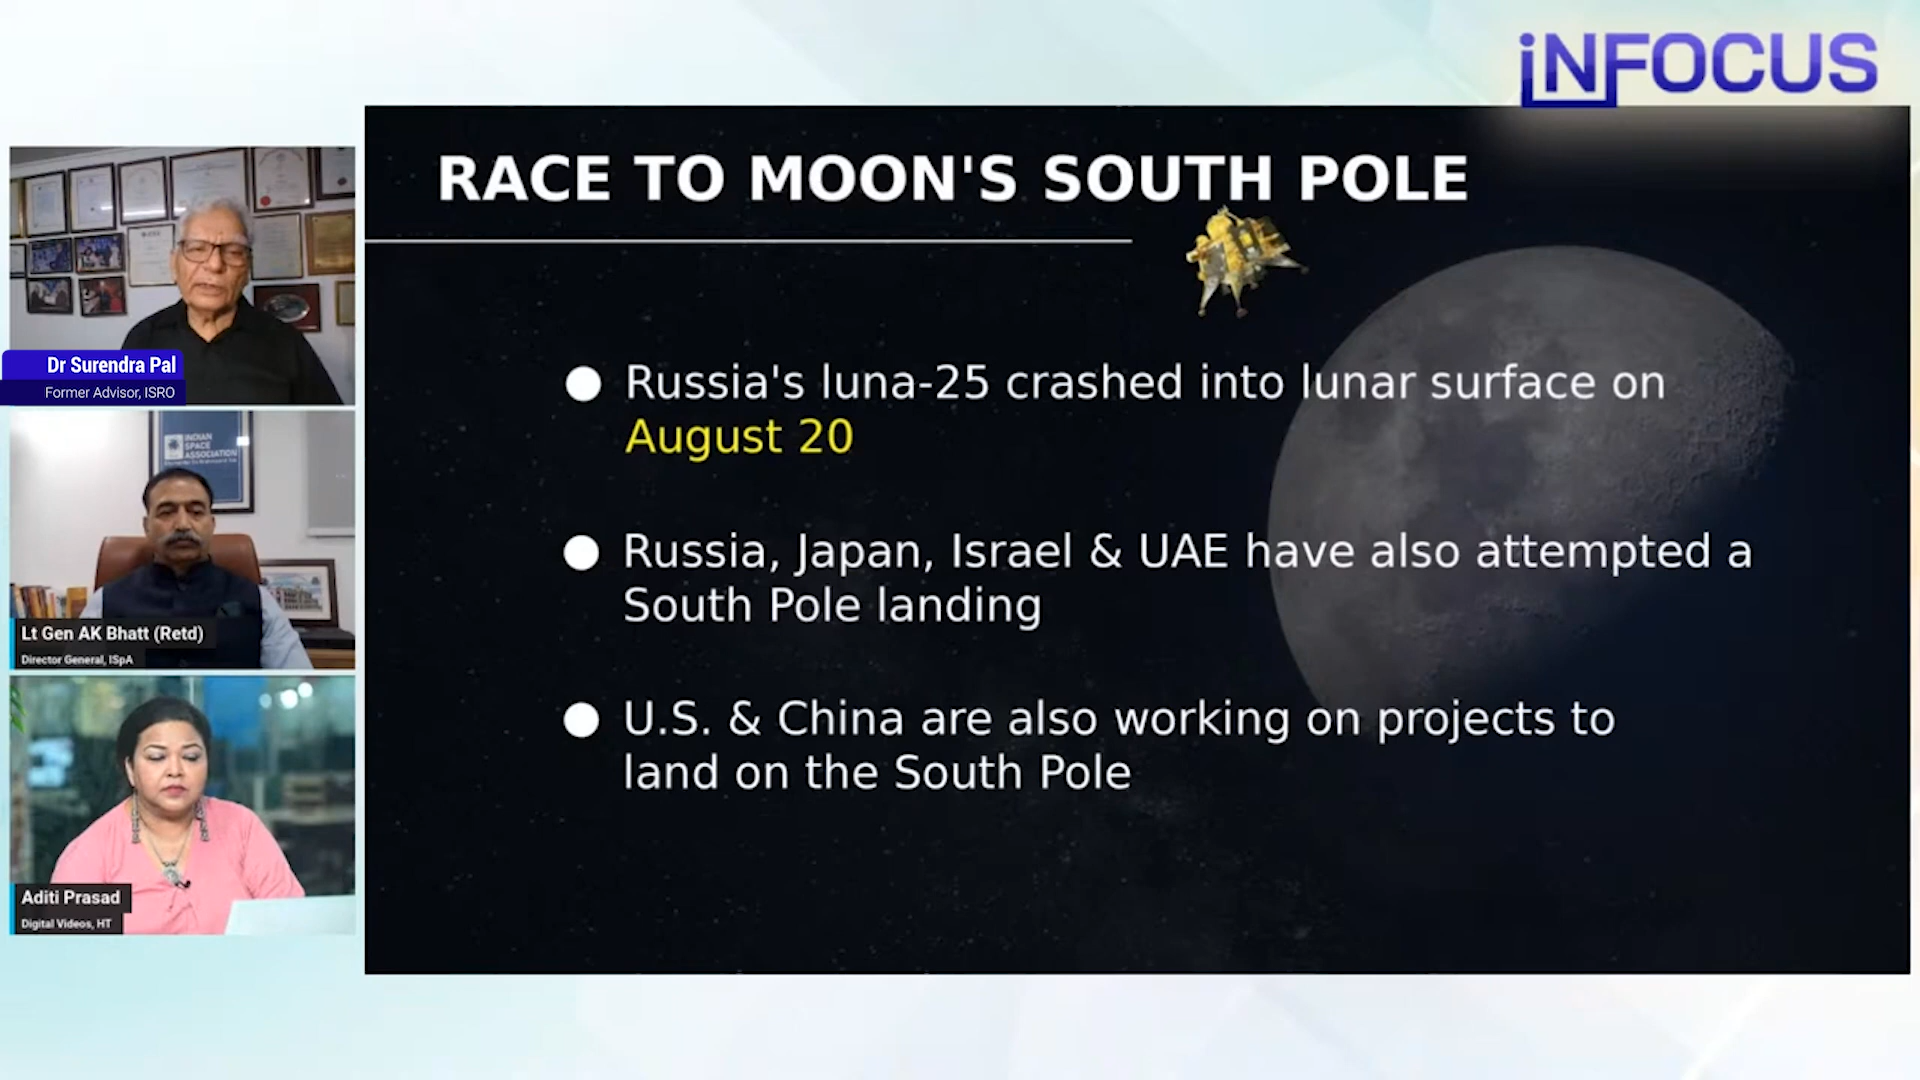 iNFOCUS
RACE TO MOON'S SOUTH POLE
Russia's luna-25 crashed into lunar surface on
August 20
Russia, Japan, Israel & UAE have also attempted a
South Pole landing
U.S. & China are also working on projects to
land on the South Pole
Dr Surendra Pal
Former Advisor, ISRO
INDIAN
SPACE
ASSOCIATION
Lt Gen AK Bhatt (Retd)
Director General, ISpA
Aditi Prasad
Digital Videos, HT